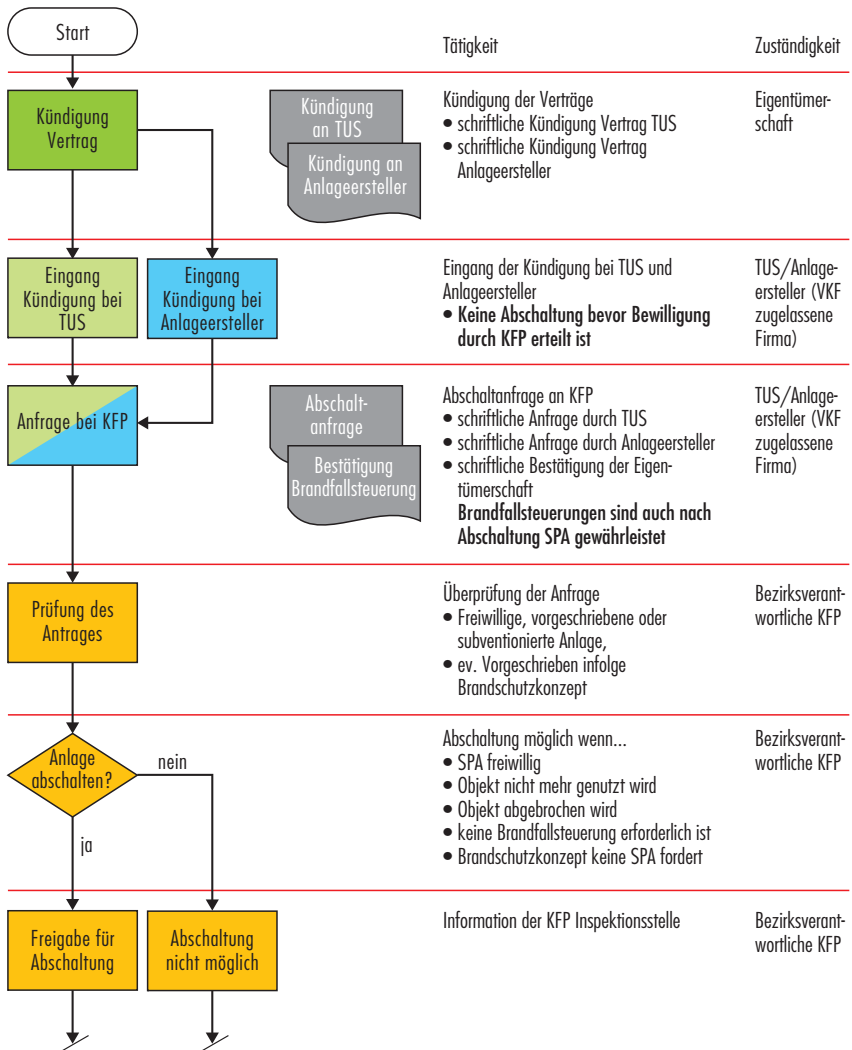 Start
Tätigkeit
Zuständigkeit
Kündigung
Vertrag
Kündigung
an TUS
Kündigung an
Anlageersteller
Kündigung der Verträge
• schriftliche Kündigung Vertrag TUS
• schriftliche Kündigung Vertrag
Anlageersteller
Eigentümer-
schaft
Eingang
Kündigung bei
TUS
Eingang
Kündigung bei
Anlageersteller
Eingang der Kündigung bei TUS und
Anlageersteller
• Keine Abschaltung bevor Bewilligung
durch KFP erteilt ist
TUS/Anlage-
ersteller (VKF
zugelassene
Firma)
Anfrage bei KFP
Abschalt-
anfrage
Bestätigung
Brandfallsteuerung
Abschaltanfrage an KFP
• schriftliche Anfrage durch TUS
• schriftliche Anfrage durch Anlageersteller
• schriftliche Bestätigung der Eigen-
tümerschaft
Brandfallsteuerungen sind auch nach
Abschaltung SPA gewährleistet
TUS/Anlage-
ersteller (VKF
zugelassene
Firma)
Prüfung des
Antrages
Überprüfung der Anfrage
• Freiwillige, vorgeschriebene oder
subventionierte Anlage,
• ev. Vorgeschrieben infolge
Brandschutzkonzept
Bezirksverant-
wortliche KFP
Anlage
abschalten?
nein
ja
Abschaltung möglich wenn...
• SPA freiwillig
• Objekt nicht mehr genutzt wird
• Objekt abgebrochen wird
• keine Brandfallsteuerung erforderlich ist
• Brandschutzkonzept keine SPA fordert
Bezirksverant-
wortliche KFP
Freigabe für
Abschaltung
Abschaltung
nicht möglich
Information der KFP Inspektionsstelle
Bezirksverant-
wortliche KFP